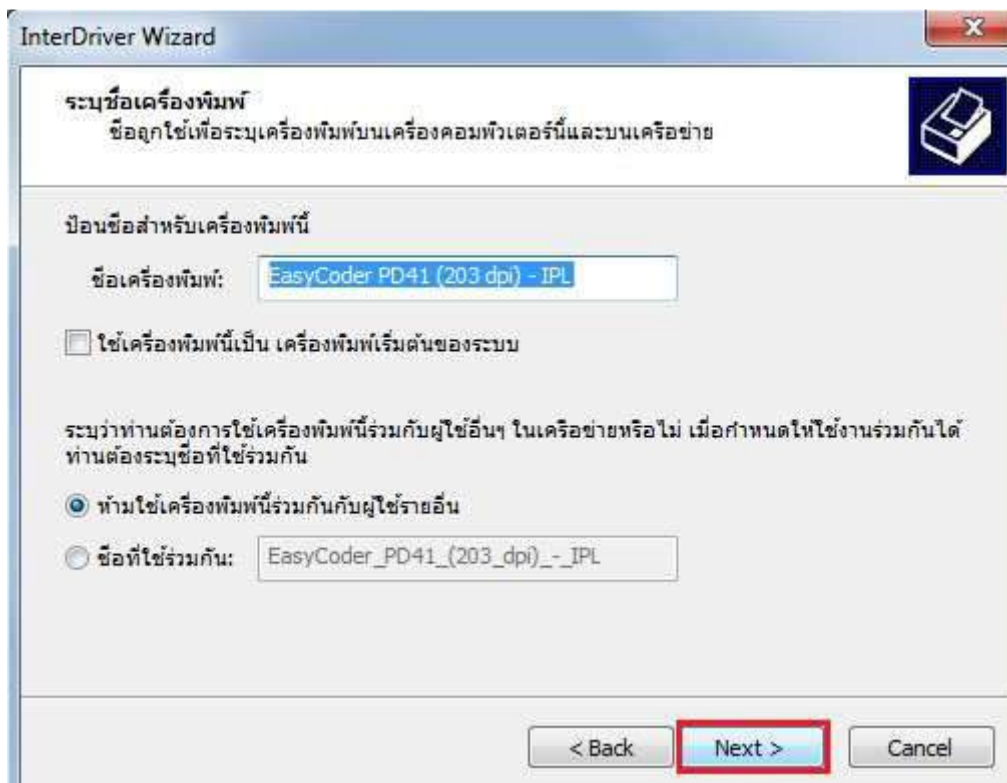 InterDriver Wizard
ระบุชื่อเครื่องพิมพ์
ชื่อถูกใช้เพื่อระบุเครื่องพิมพ์บนเครื่องคอมพิวเตอร์นี้และบนเครือข่าย
ป้อนชื่อสำหรับเครื่องพิมพ์นี้
ชื่อเครื่องพิมพ์: EasyCoder PD41 (203 dpi) - IPL
ใช้เครื่องพิมพ์นี้เป็น เครื่องพิมพ์เริ่มต้นของระบบ
ระบุว่าท่านต้องการใช้เครื่องพิมพ์นี้ร่วมกับผู้ใช้อื่นๆ ในเครือข่ายหรือไม่ เมื่อกำหนดให้ใช้งานร่วมกันได้
ท่านต้องระบุชื่อที่ใช้ร่วมกัน
ห้ามใช้เครื่องพิมพ์นี้ร่วมกันกับผู้ใช้รายอื่น
ชื่อที่ใช้ร่วมกัน: EasyCoder_PD41_(203_dpi)_-_IPL
< Back Next > Cancel